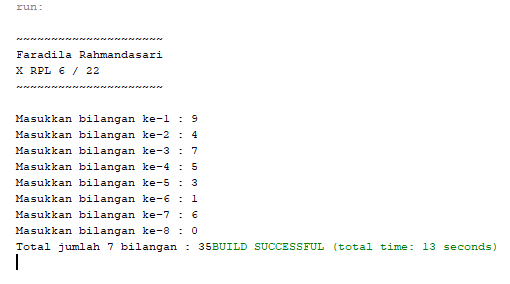 run:
~~~~~~~~~~~~~~~~~~~~~
Faradila Rahmandasari
X RPL 6 / 22
~~~~~~~~~~~~~~~~~~~~~
Masukkan bilangan ke-1 : 9
Masukkan bilangan ke-2 : 4
Masukkan bilangan ke-3 : 7
Masukkan bilangan ke-4 : 5
Masukkan bilangan ke-5 : 3
Masukkan bilangan ke-6 : 1
Masukkan bilangan ke-7 : 6
Masukkan bilangan ke-8 : 0
Total jumlah 7 bilangan : 35BUILD SUCCESSFUL (total time: 13 seconds)